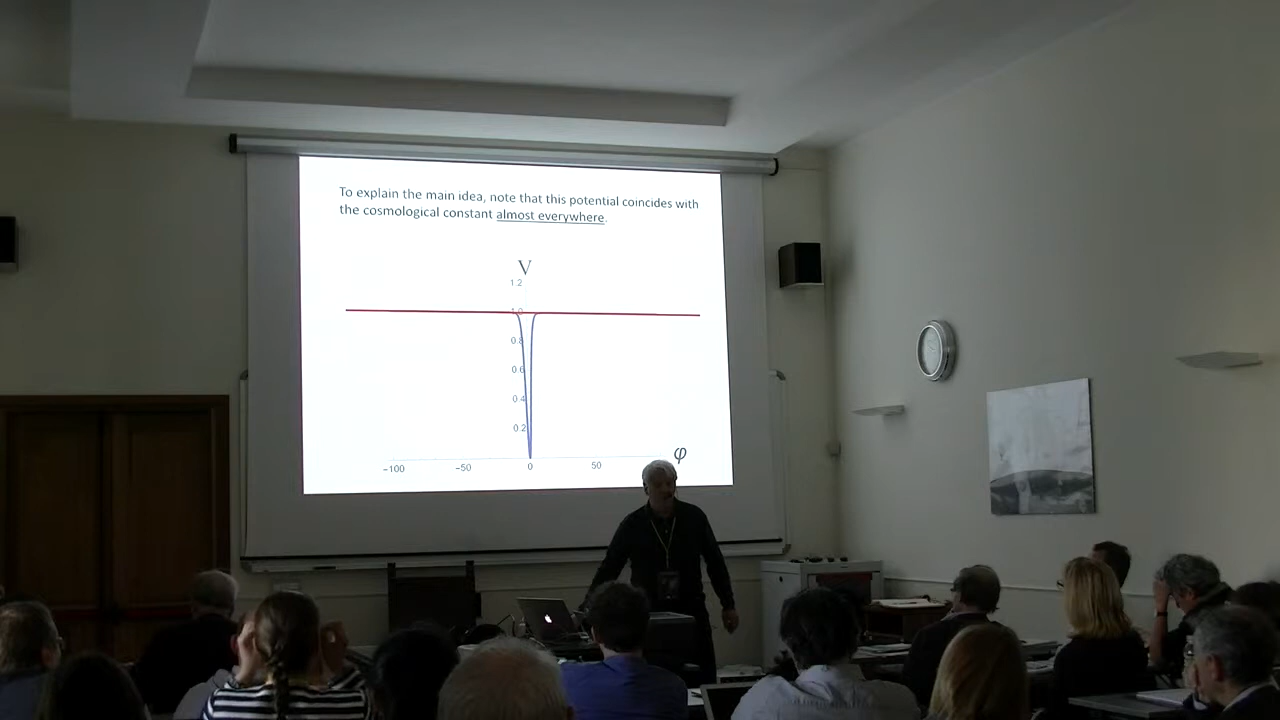 To explain the main idea, note that this potential coincides with
the cosmological constant almost everywhere.
V
1.2
1.0
0.8
0.6
0.4
0.2
−100 −50 0 50
φ